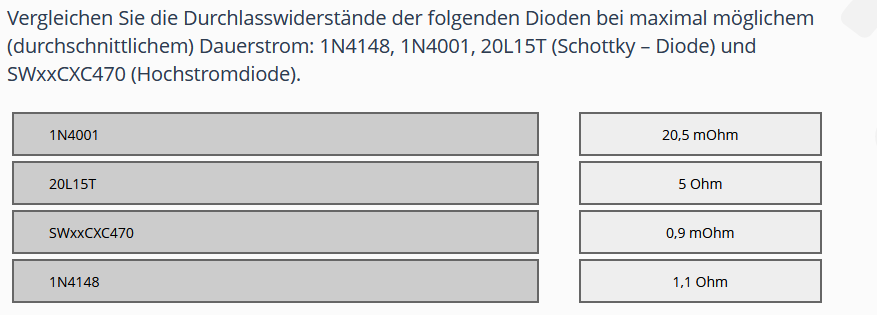 Vergleichen Sie die Durchlasswiderstände der folgenden Dioden bei maximal möglichem
(durchschnittlichem) Dauerstrom: 1N4148, 1N4001, 20L15T (Schottky – Diode) und
SWxxCXC470 (Hochstromdiode).
1N4001 20,5 mOhm
20L15T 5 Ohm
SWxxCXC470 0,9 mOhm
1N4148 1,1 Ohm